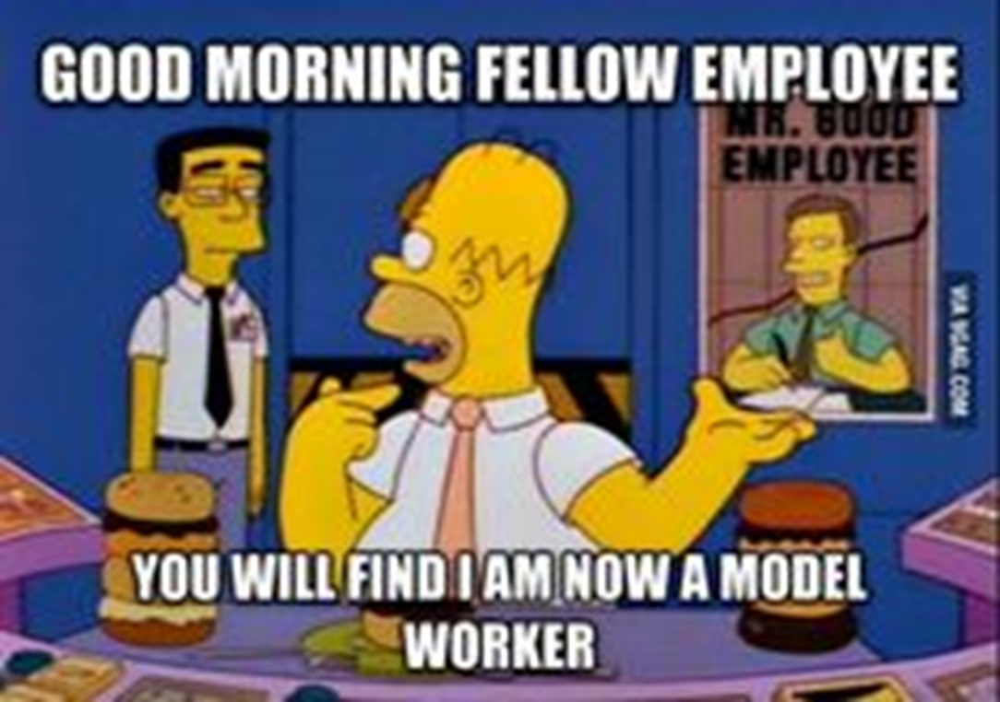 GOOD MORNING FELLOW EMPLOYEE
MR. GOOD
EMPLOYEE
VIA 9GAG.COM
YOU WILL FIND I AM NOW A MODEL
WORKER